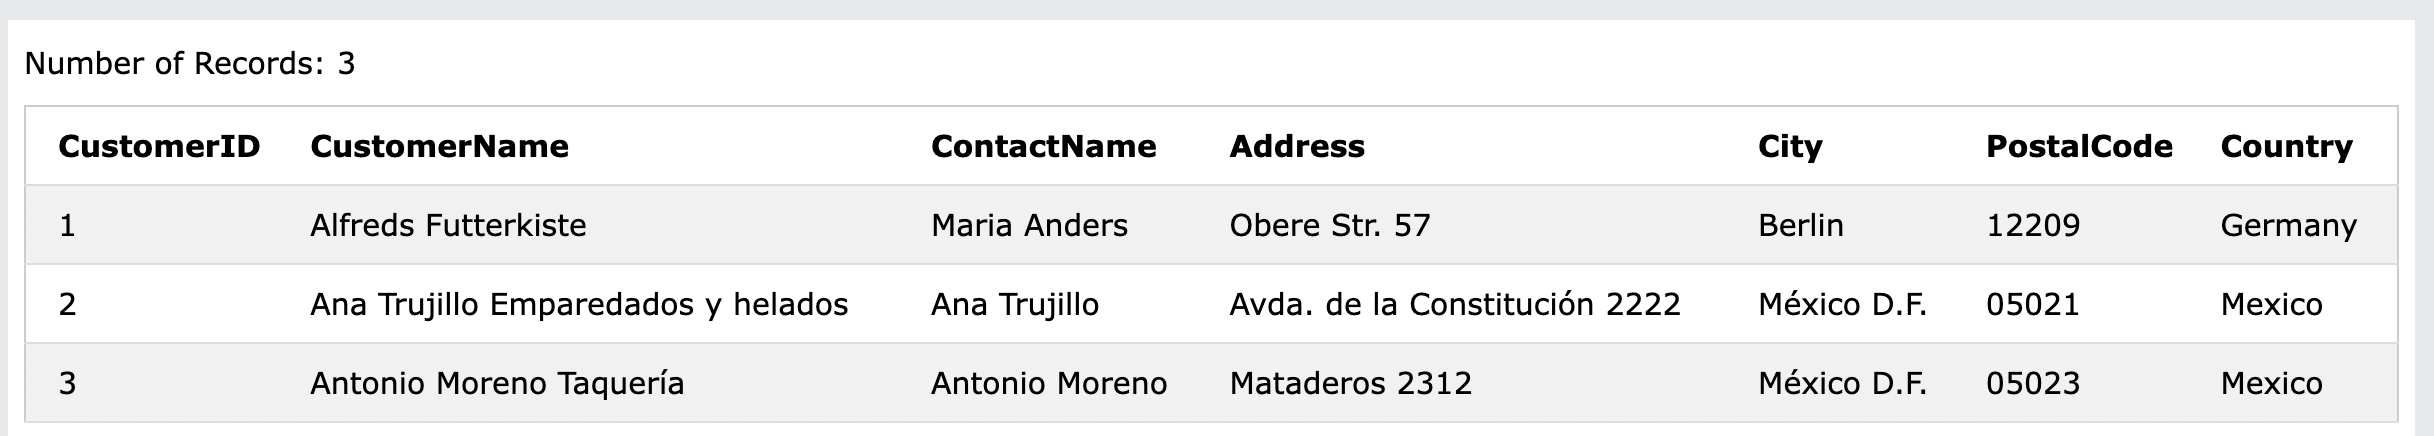 Number of Records: 3
CustomerID CustomerName ContactName Address City PostalCode Country
1 Alfreds Futterkiste Maria Anders Obere Str. 57 Berlin 12209 Germany
2 Ana Trujillo Emparedados y helados Ana Trujillo Avda. de la Constitución 2222 México D.F. 05021 Mexico
3 Antonio Moreno Taquería Antonio Moreno Mataderos 2312 México D.F. 05023 Mexico